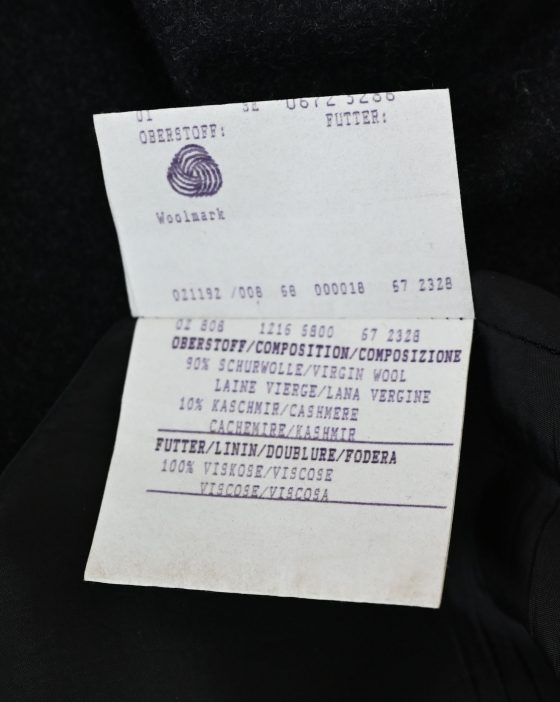 OBERSTOFF: FUTTER:
Woolmark
021192 /008 68 000018 67 2328
02 808 1216 5800 67 2328
OBERSTOFF/COMPOSITION/COMPOSIZIONE
90% SCHURWOLLE/VIRGIN WOOL
LAINE VIERGE/LANA VERGINE
10% KASCHMIR/CASHMERE
CACHEMIRE/KASHMIR
FUTTER/LININ/DOUBLURE/FODERA
100% VISKOSE/VISCOSE
VISCOSE/VISCOSA